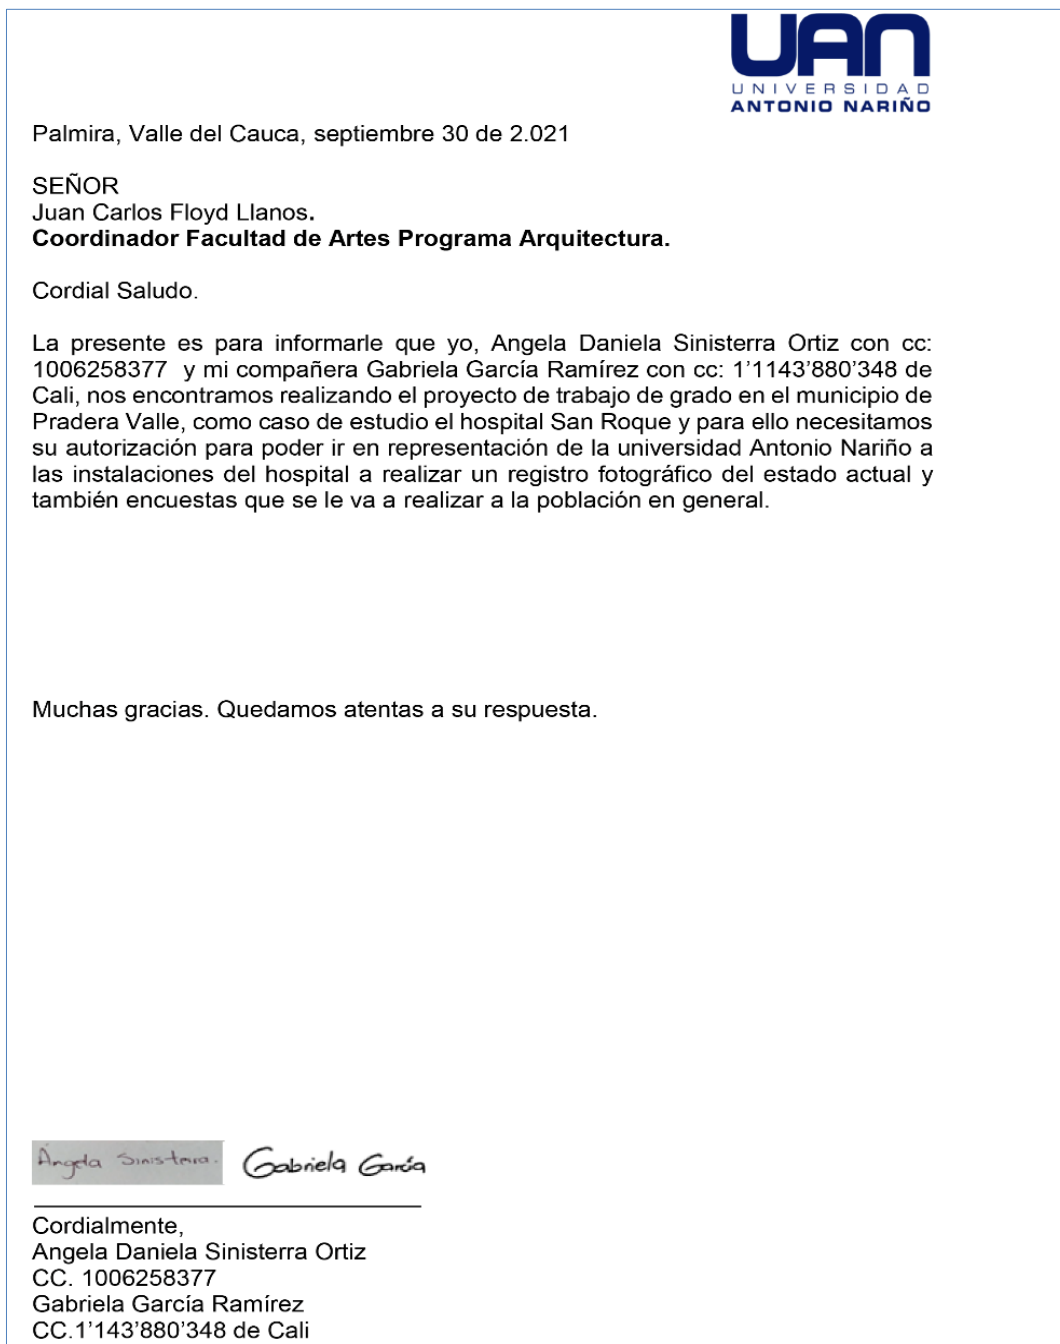 UAN
UNIVERSIDAD
ANTONIO NARIÑO
Palmira, Valle del Cauca, septiembre 30 de 2.021
SEÑOR
Juan Carlos Floyd Llanos.
Coordinador Facultad de Artes Programa Arquitectura.
Cordial Saludo.
La presente es para informarle que yo, Angela Daniela Sinisterra Ortiz con cc:
1006258377 y mi compañera Gabriela García Ramírez con cc: 1’1143’880’348 de
Cali, nos encontramos realizando el proyecto de trabajo de grado en el municipio de
Pradera Valle, como caso de estudio el hospital San Roque y para ello necesitamos
su autorización para poder ir en representación de la universidad Antonio Nariño a
las instalaciones del hospital a realizar un registro fotográfico del estado actual y
también encuestas que se le va a realizar a la población en general.
Muchas gracias. Quedamos atentas a su respuesta.
Ángela Sinisterra. Gabriela García
Cordialmente,
Angela Daniela Sinisterra Ortiz
CC. 1006258377
Gabriela García Ramírez
CC.1’143’880’348 de Cali